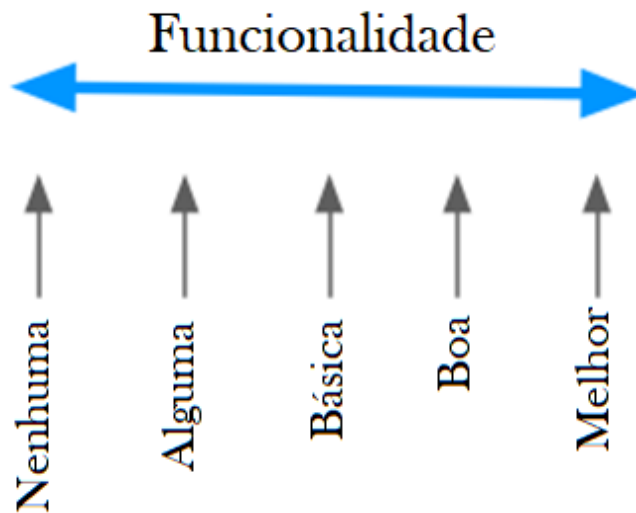 Funcionalidade
Nenhuma
Alguma
Básica
Boa
Melhor